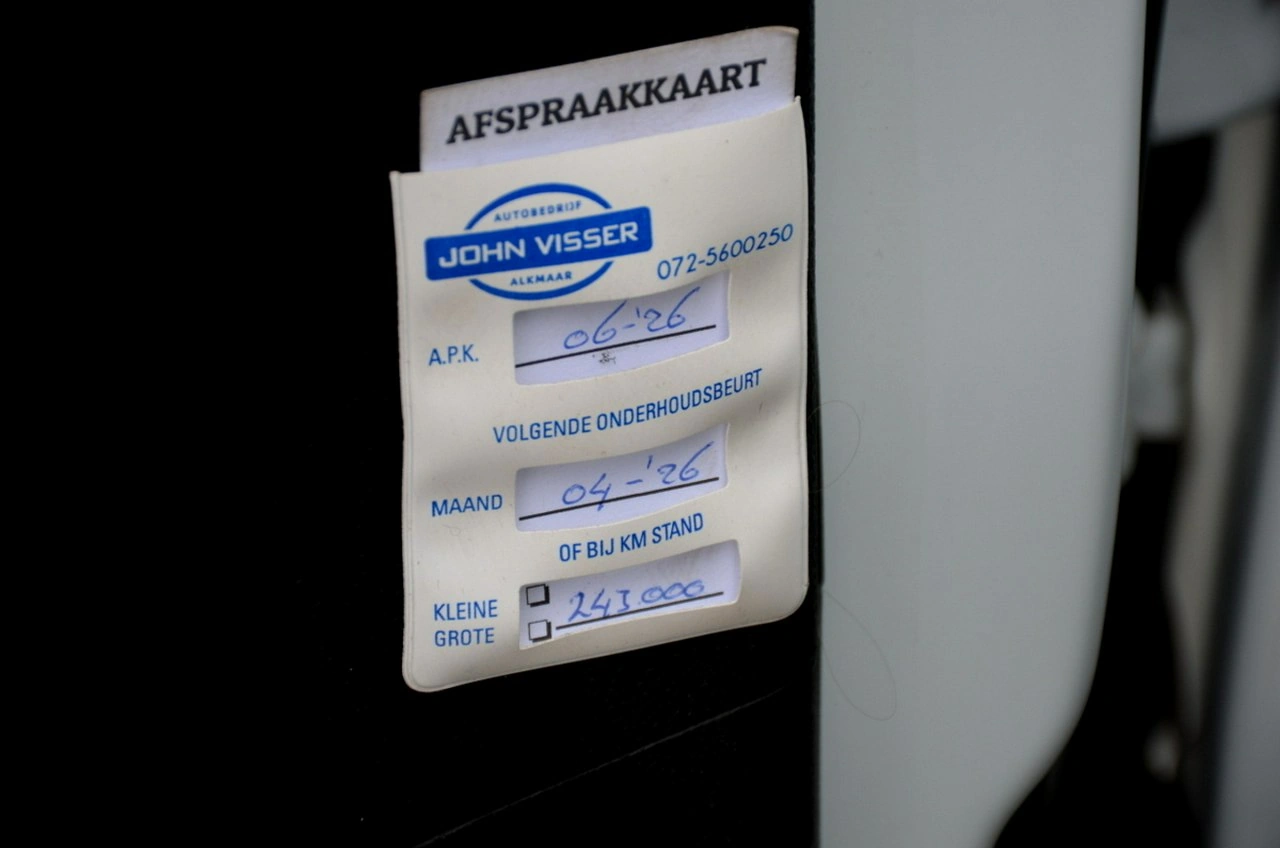 AFSPRAAKKAART
AUTOBEDRIJF
JOHN VISSER
ALKMAAR
072-5600250
A.P.K. 06-'26
VOLGENDE ONDERHOUDSBEURT
MAAND 04-'26
OF BIJ KM STAND
KLEINE 243.000
GROTE